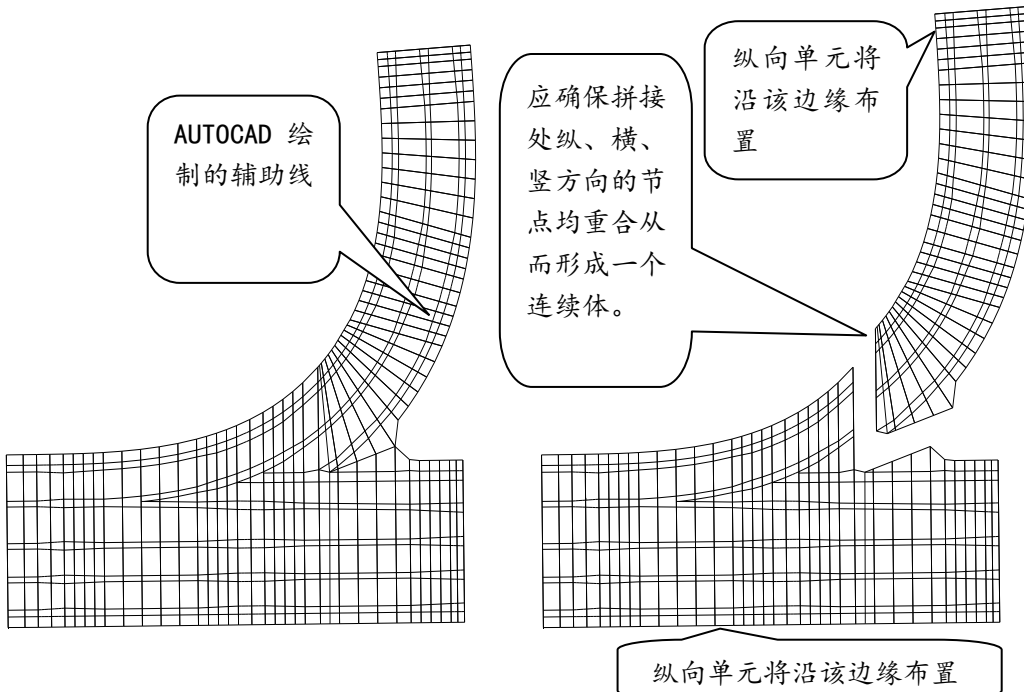 AUTOCAD 绘
制的辅助线
应确保拼接
处纵、横、
竖方向的节
点均重合从
而形成一个
连续体。
纵向单元将
沿该边缘布
置
纵向单元将沿该边缘布置